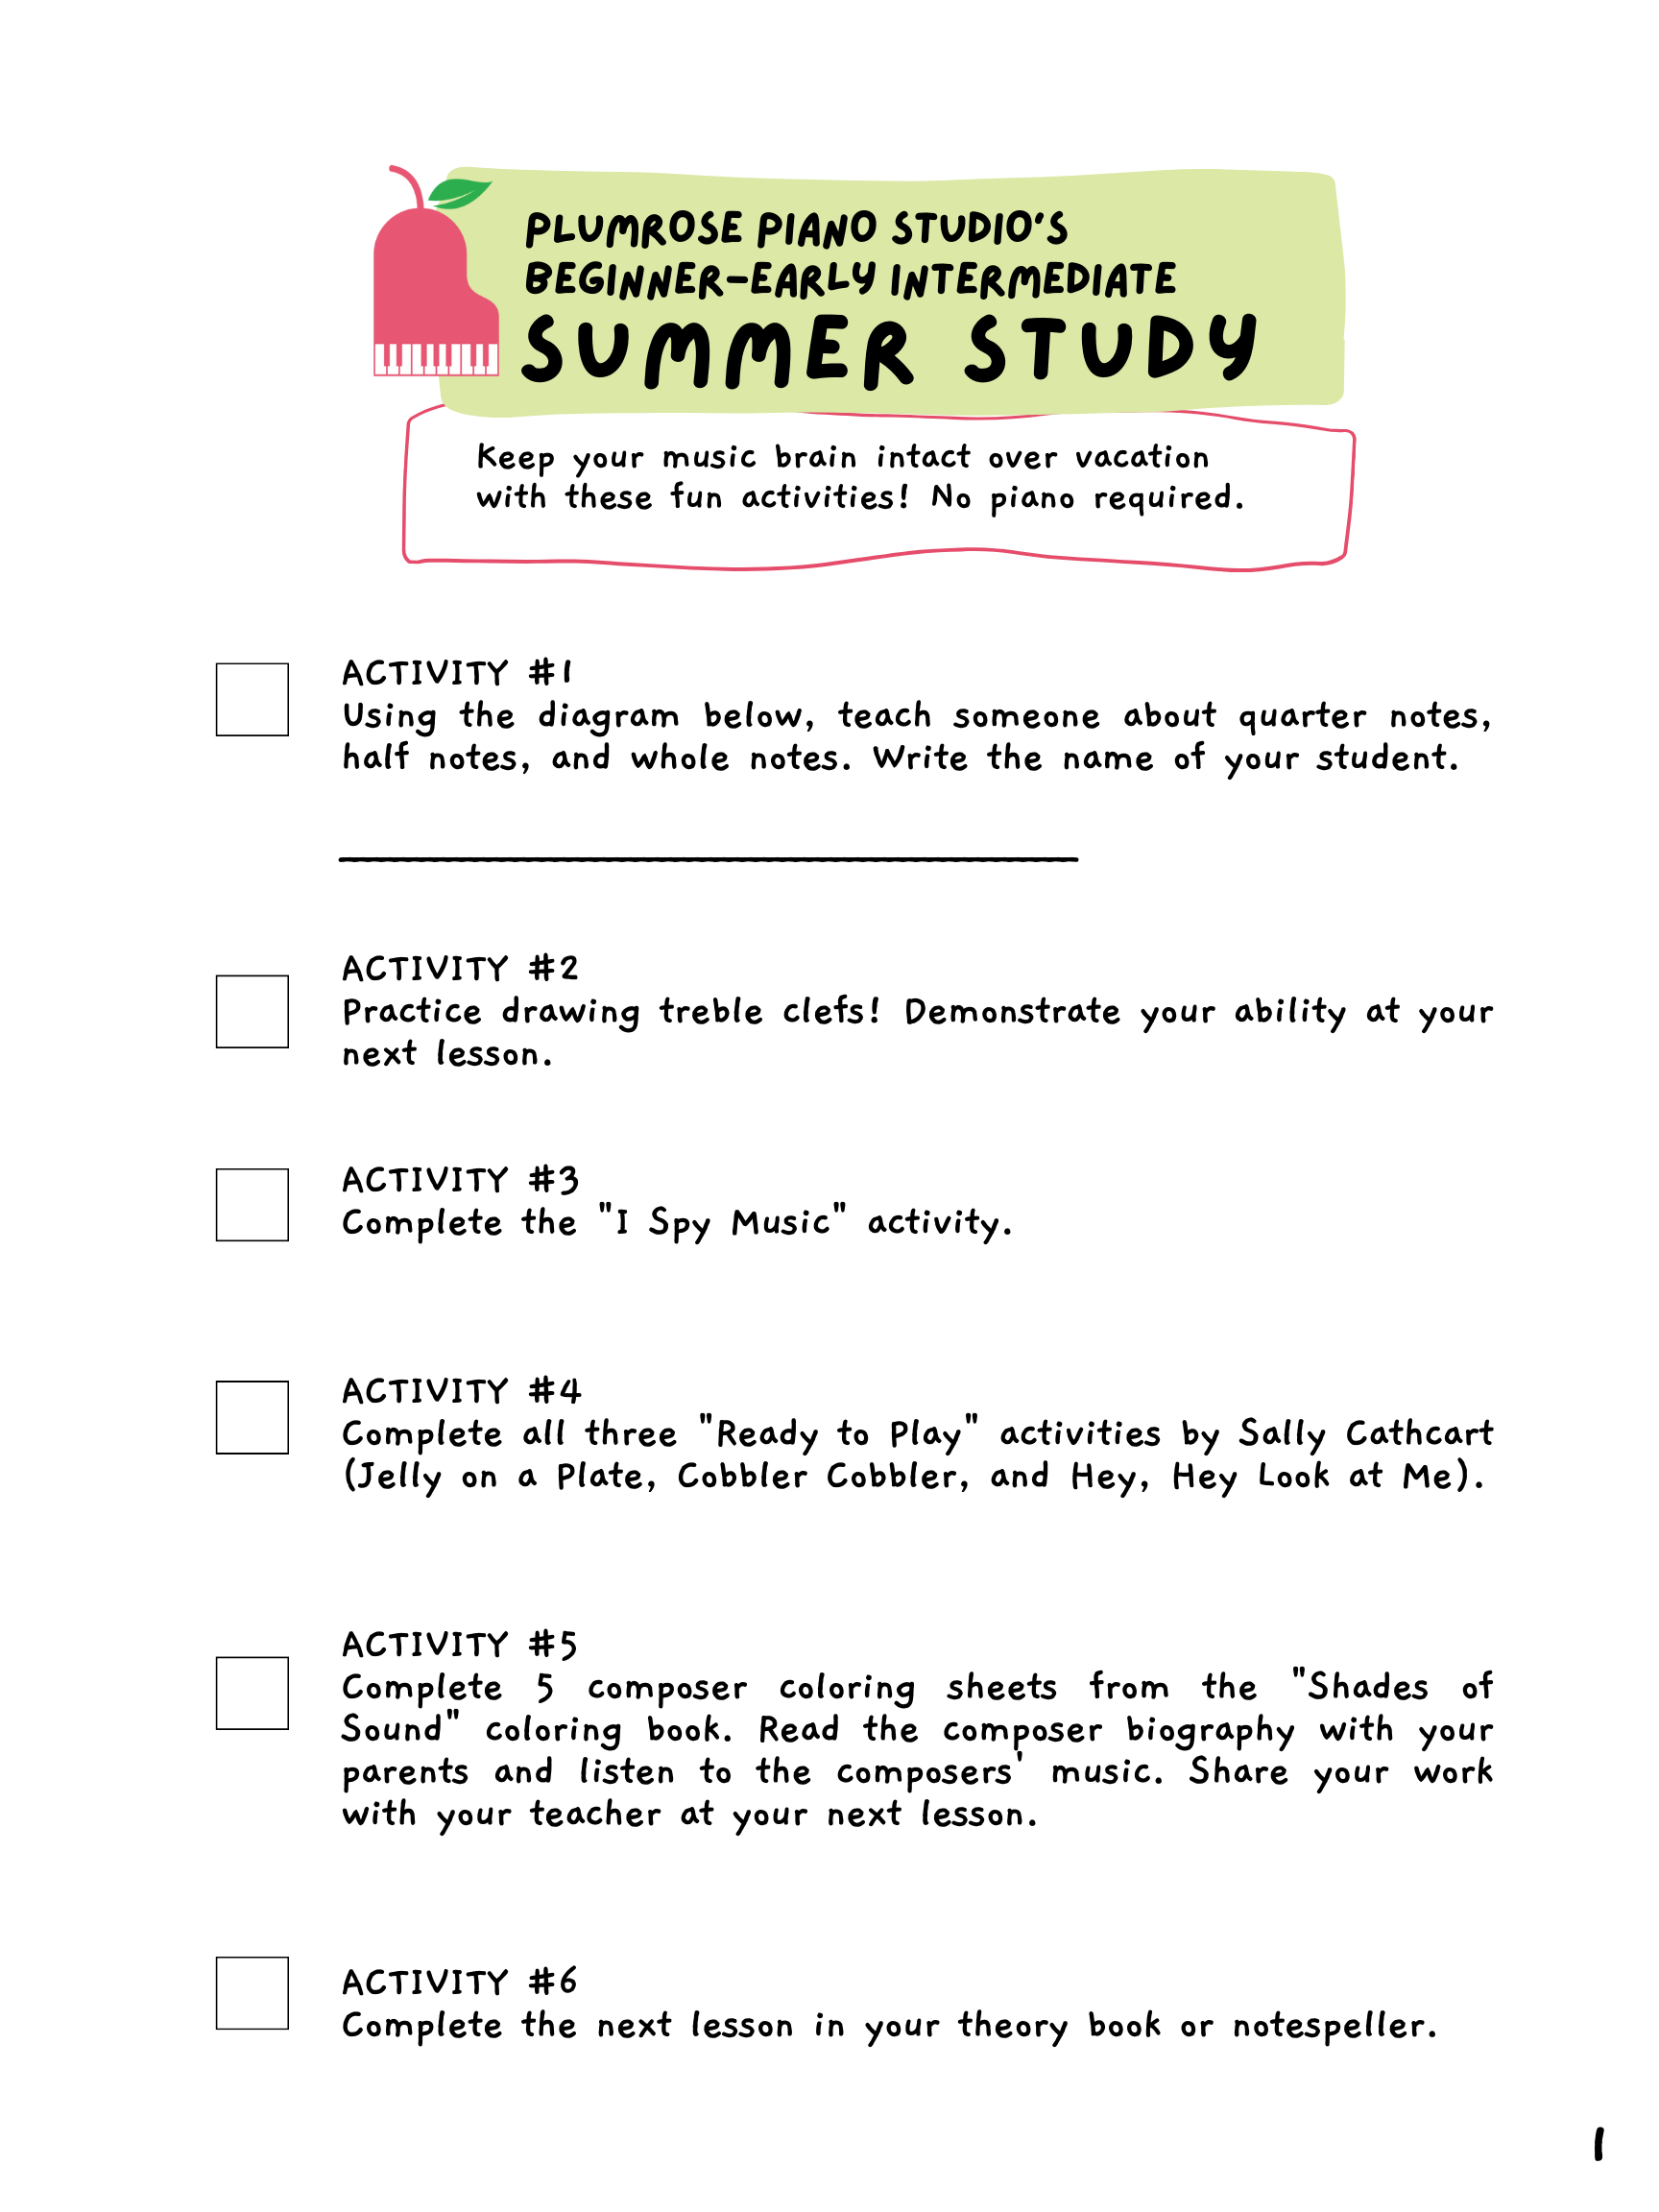 PLUMROSE PIANO STUDIO'S
BEGINNER-EARLY INTERMEDIATE
SUMMER STUDY
Keep your music brain intact over vacation
with these fun activities! No piano required.
ACTIVITY #1
Using the diagram below, teach someone about quarter notes,
half notes, and whole notes. Write the name of your student.
ACTIVITY #2
Practice drawing treble clefs! Demonstrate your ability at your
next lesson.
ACTIVITY #3
Complete the "I Spy Music" activity.
ACTIVITY #4
Complete all three "Ready to Play" activities by Sally Cathcart
(Jelly on a Plate, Cobbler Cobbler, and Hey, Hey Look at Me).
ACTIVITY #5
Complete 5 composer coloring sheets from the "Shades of
Sound" coloring book. Read the composer biography with your
parents and listen to the composers' music. Share your work
with your teacher at your next lesson.
ACTIVITY #6
Complete the next lesson in your theory book or notespeller.
1